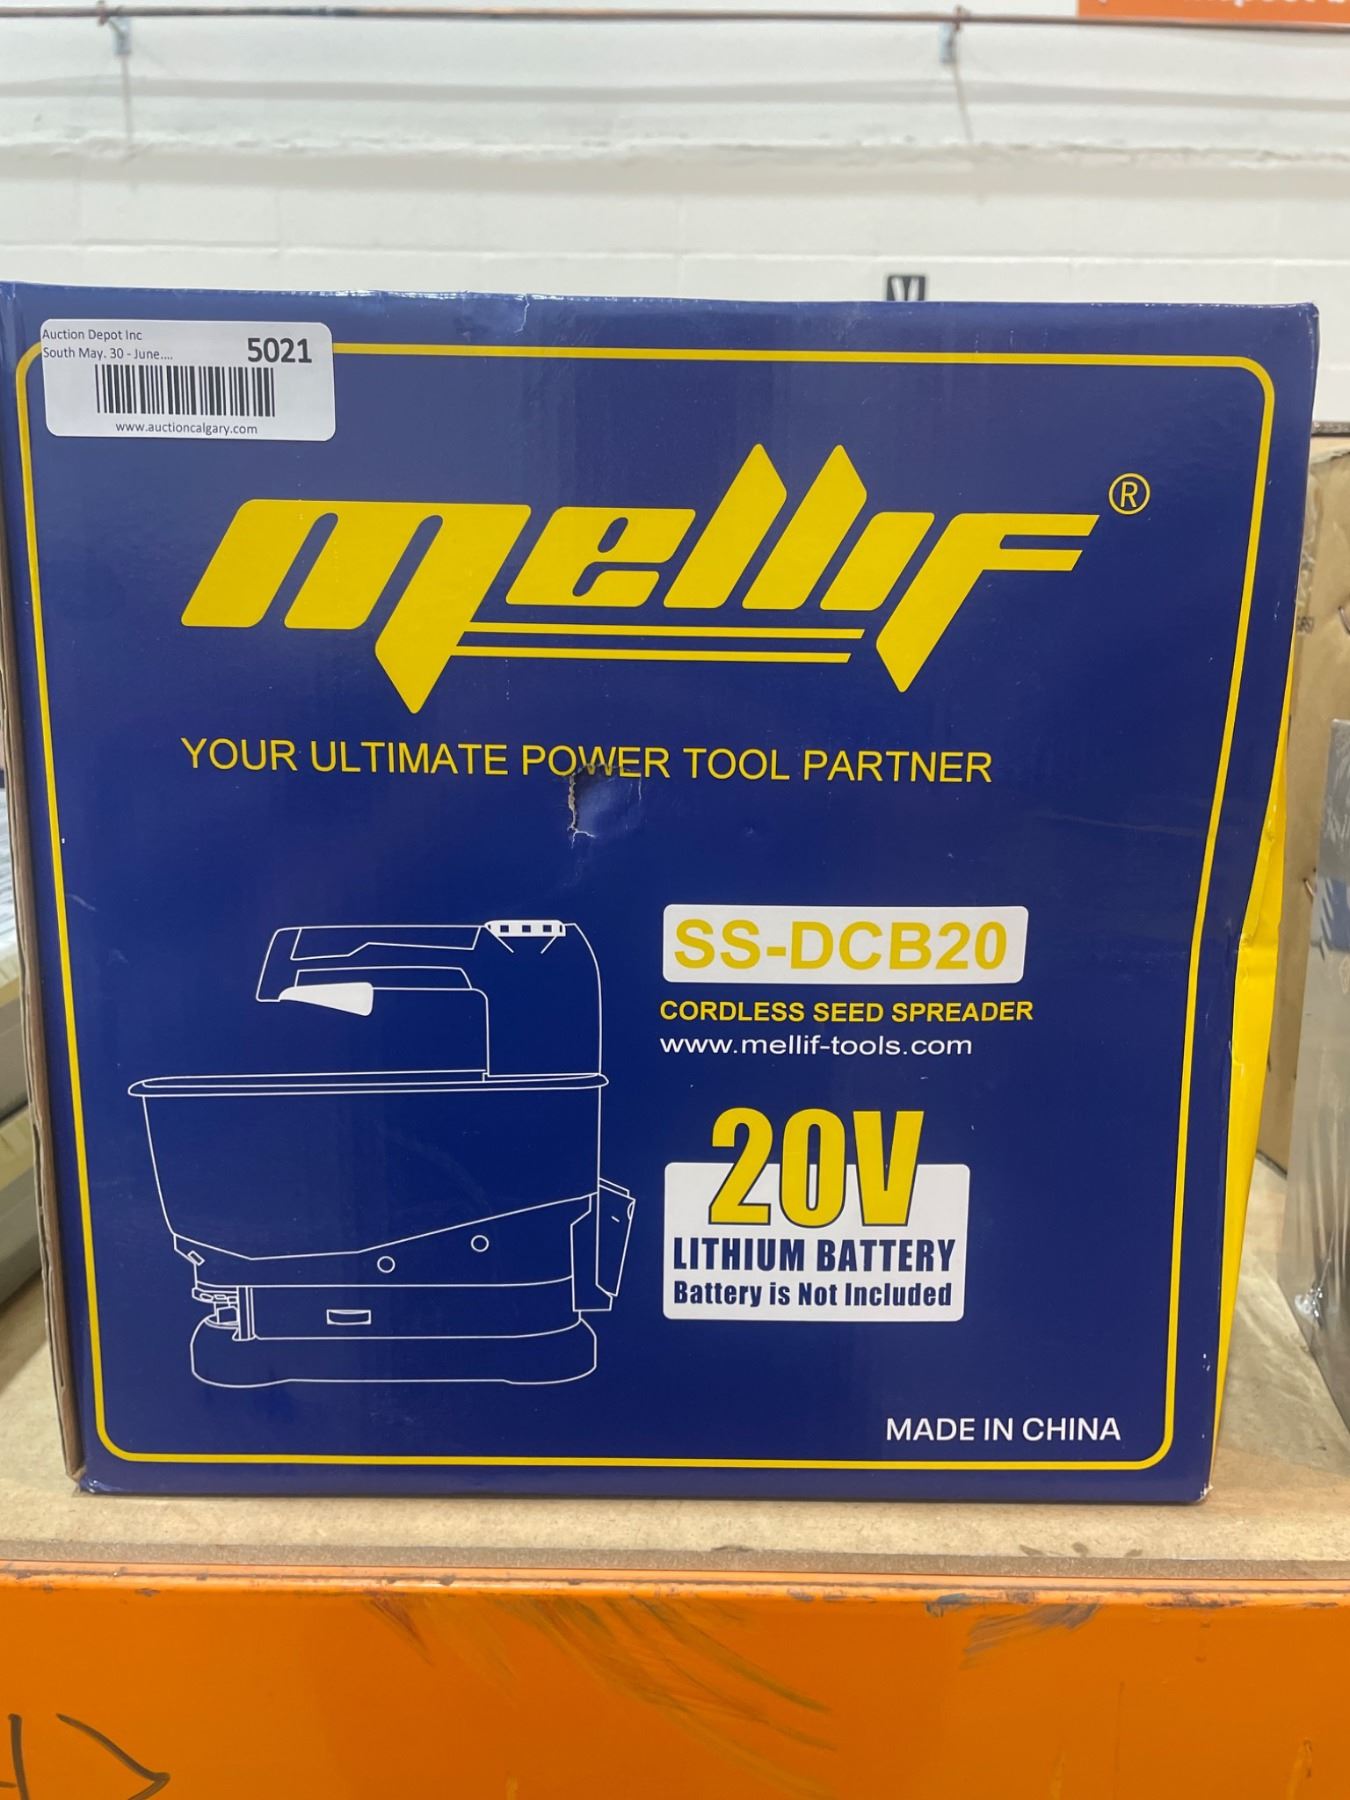 Auction Depot Inc
South May. 30 - June....
5021
www.auctioncalgary.com
mellif®
YOUR ULTIMATE POWER TOOL PARTNER
SS-DCB20
CORDLESS SEED SPREADER
www.mellif-tools.com
20V
LITHIUM BATTERY
Battery is Not Included
MADE IN CHINA